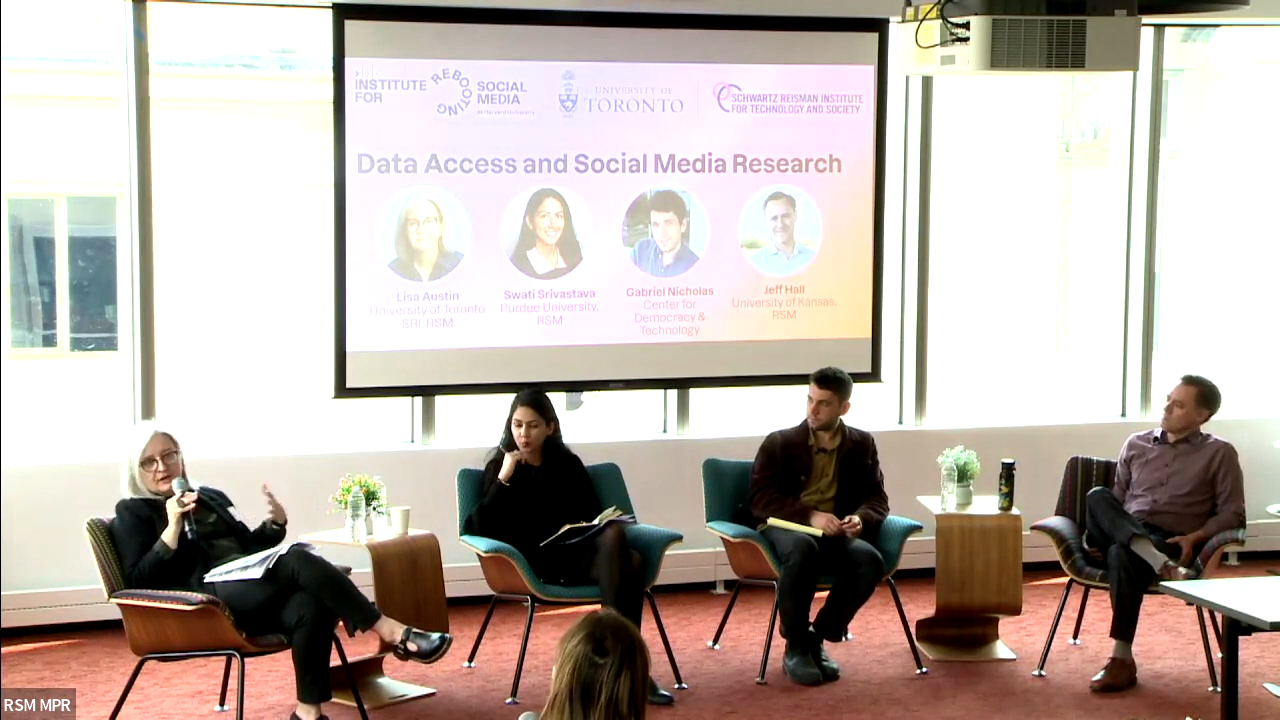 INSTITUTE
FOR
REBOOTING
SOCIAL
MEDIA
UNIVERSITY OF
TORONTO
SCHWARTZ REISMAN INSTITUTE
FOR TECHNOLOGY AND SOCIETY
Data Access and Social Media Research
Lisa Austin
University of Toronto
SRI, RSM
Swati Srivastava
Purdue University,
RSM
Gabriel Nicholas
Center for
Democracy &
Technology
Jeff Hall
University of Kansas,
RSM
RSM MPR